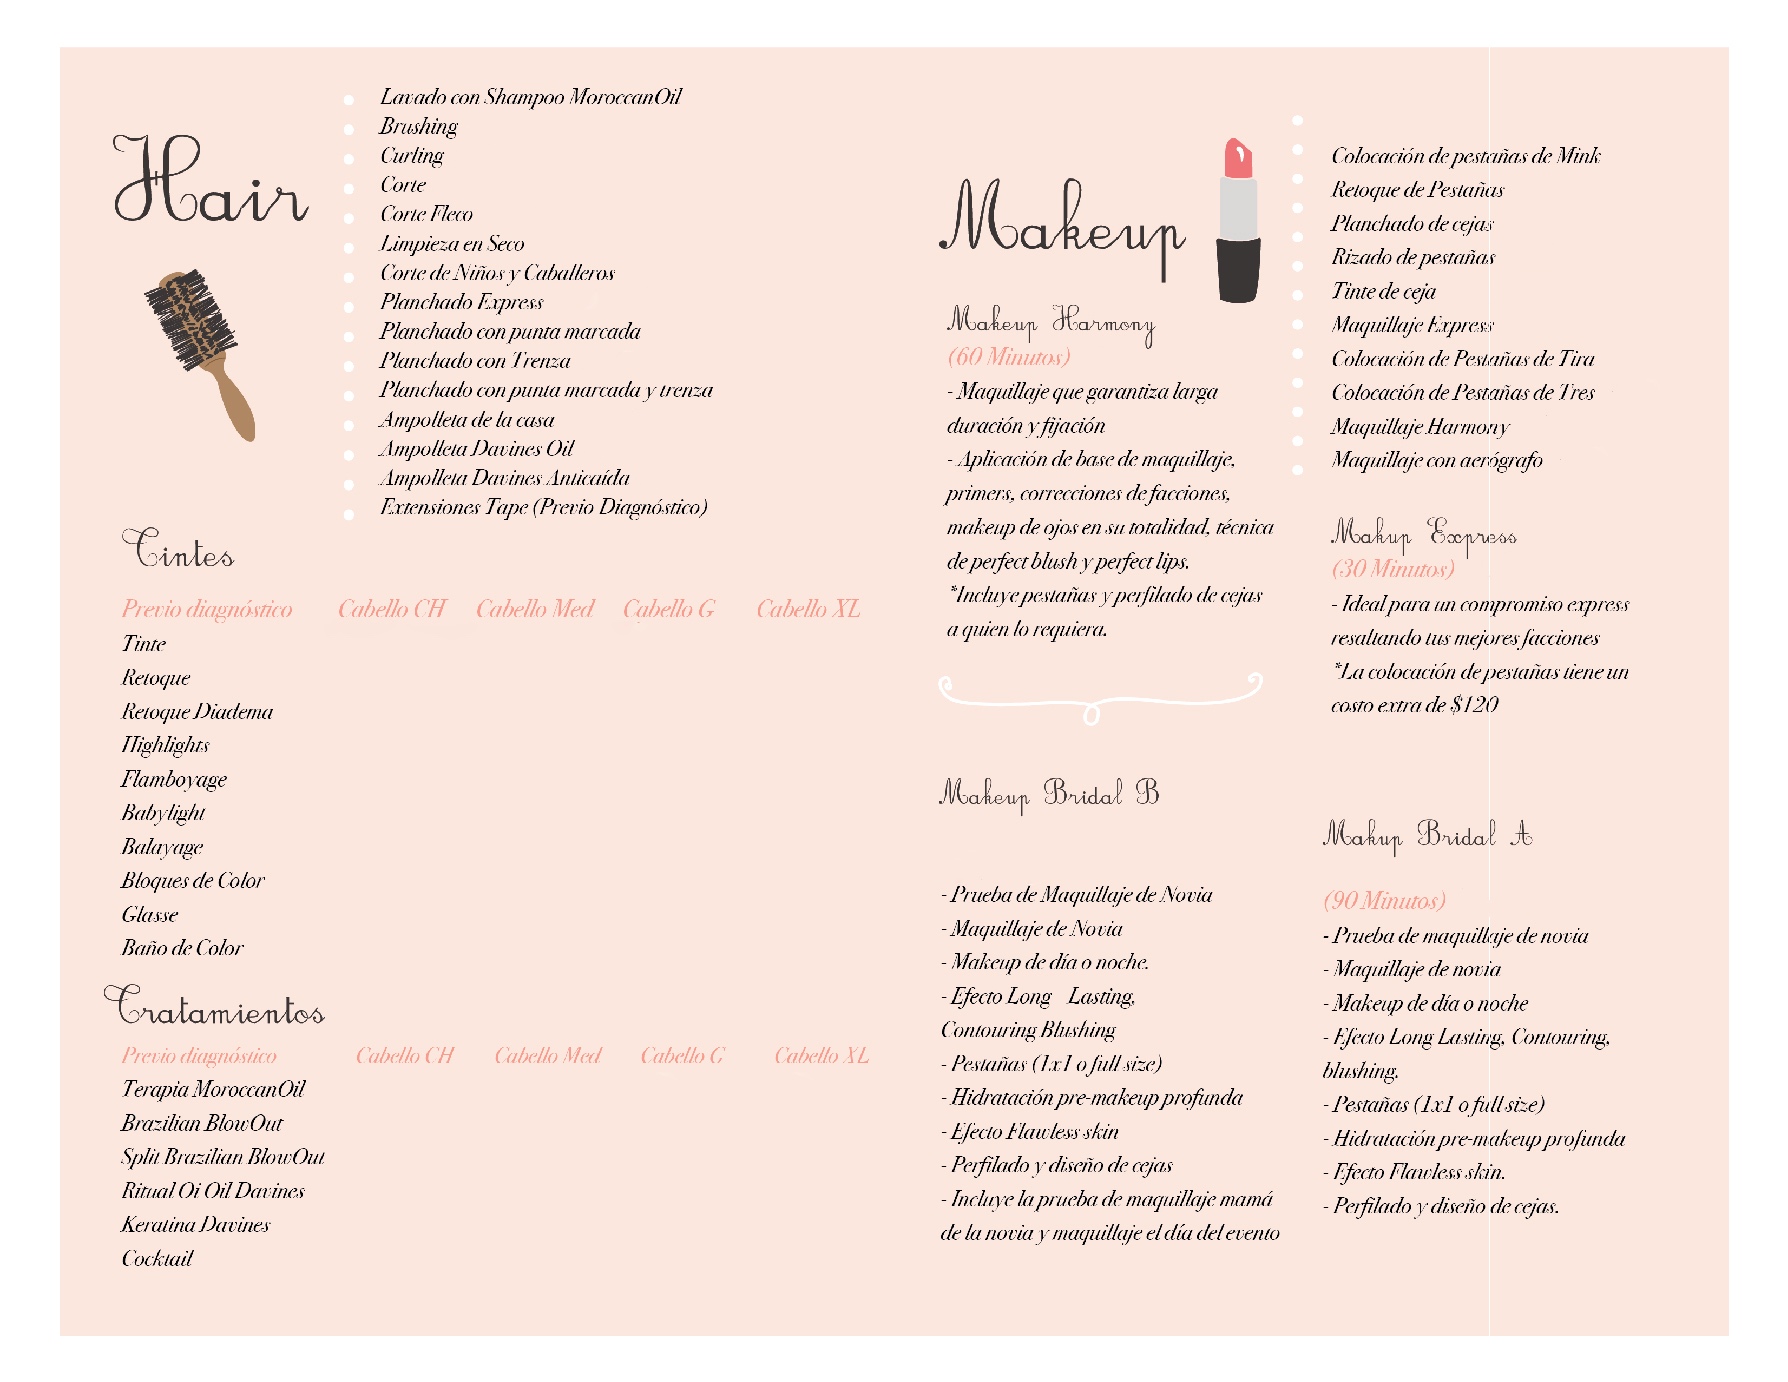 Hair
Lavado con Shampoo MoroccanOil
Brushing
Curling
Corte
Corte Fleco
Limpieza en Seco
Corte de Niños y Caballeros
Planchado Express
Planchado con punta marcada
Planchado con Trenza
Planchado con punta marcada y trenza
Ampolleta de la casa
Ampolleta Davines Oil
Ampolleta Davines Anticaída
Extensiones Tape (Previo Diagnóstico)
Tintes
Previo diagnóstico Cabello CH Cabello Med Cabello G Cabello XL
Tinte
Retoque
Retoque Diadema
Highlights
Flamboyage
Babylight
Balayage
Bloques de Color
Glasse
Baño de Color
Tratamientos
Previo diagnóstico Cabello CH Cabello Med Cabello G Cabello XL
Terapia MoroccanOil
Brazilian BlowOut
Split Brazilian BlowOut
Ritual Oi Oil Davines
Keratina Davines
Cocktail
Makeup
Makeup Harmony
(60 Minutos)
- Maquillaje que garantiza larga
duración y fijación
- Aplicación de base de maquillaje,
primers, correcciones de facciones,
makeup de ojos en su totalidad, técnica
de perfect blush y perfect lips.
*Incluye pestañas y perfilado de cejas
a quien lo requiera.
Makeup Bridal B
- Prueba de Maquillaje de Novia
- Maquillaje de Novia
- Makeup de día o noche.
- Efecto Long Lasting,
Contouring Blushing
- Pestañas (1x1 o full size)
- Hidratación pre-makeup profunda
- Efecto Flawless skin
- Perfilado y diseño de cejas
- Incluye la prueba de maquillaje mamá
de la novia y maquillaje el día del evento
Colocación de pestañas de Mink
Retoque de Pestañas
Planchado de cejas
Rizado de pestañas
Tinte de ceja
Maquillaje Express
Colocación de Pestañas de Tira
Colocación de Pestañas de Tres
Maquillaje Harmony
Maquillaje con aerógrafo
Makup Express
(30 Minutos)
- Ideal para un compromiso express
resaltando tus mejores facciones
*La colocación de pestañas tiene un
costo extra de $120
Makup Bridal A
(90 Minutos)
- Prueba de maquillaje de novia
- Maquillaje de novia
- Makeup de día o noche
- Efecto Long Lasting, Contouring,
blushing.
- Pestañas (1x1 o full size)
- Hidratación pre-makeup profunda
- Efecto Flawless skin.
- Perfilado y diseño de cejas.